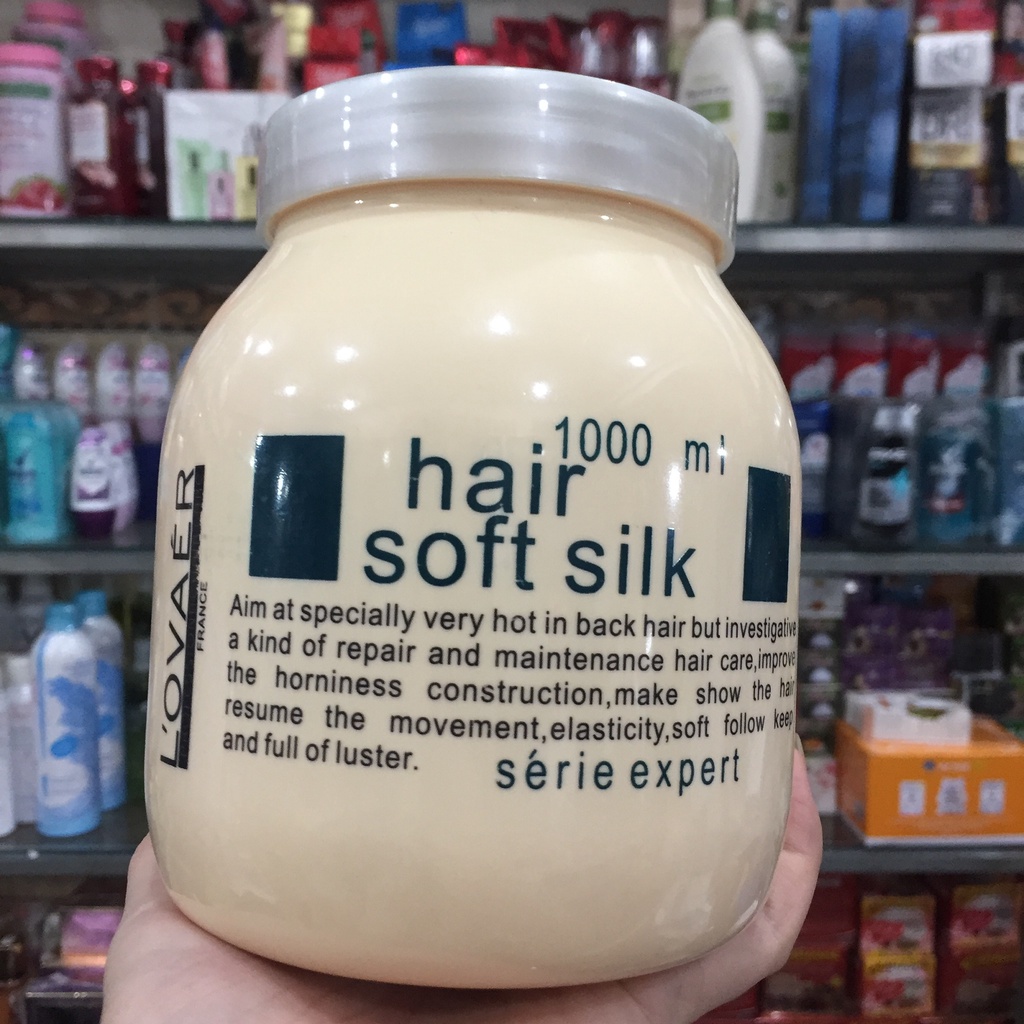 1000 ml
hair
soft silk
L'OVAÉR
FRANCE
Aim at specially very hot in back hair but investigative
a kind of repair and maintenance hair care,improve
the horniness construction,make show the hair
resume the movement,elasticity,soft follow keep
and full of luster.
série expert